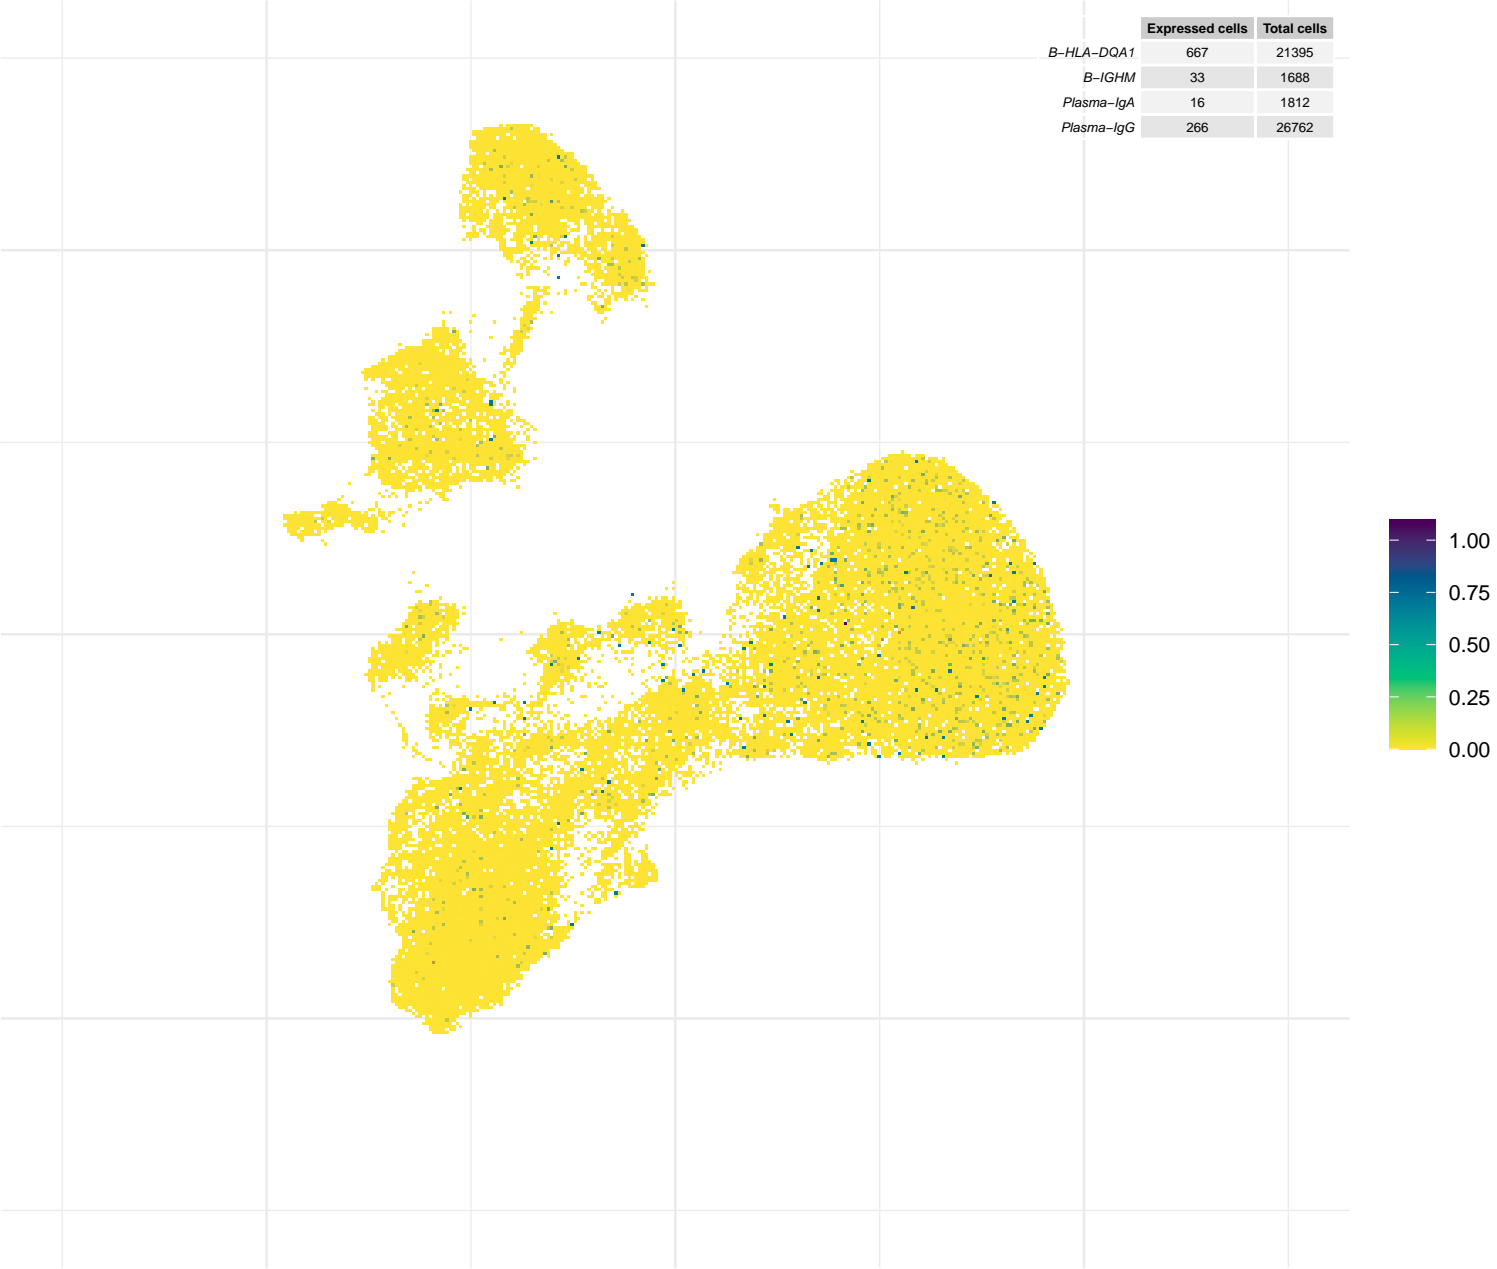 Expressed cells Total cells
B−HLA−DQA1 667 21395
B−IGHM 33 1688
Plasma−IgA 16 1812
Plasma−IgG 266 26762
1.00
0.75
0.50
0.25
0.00